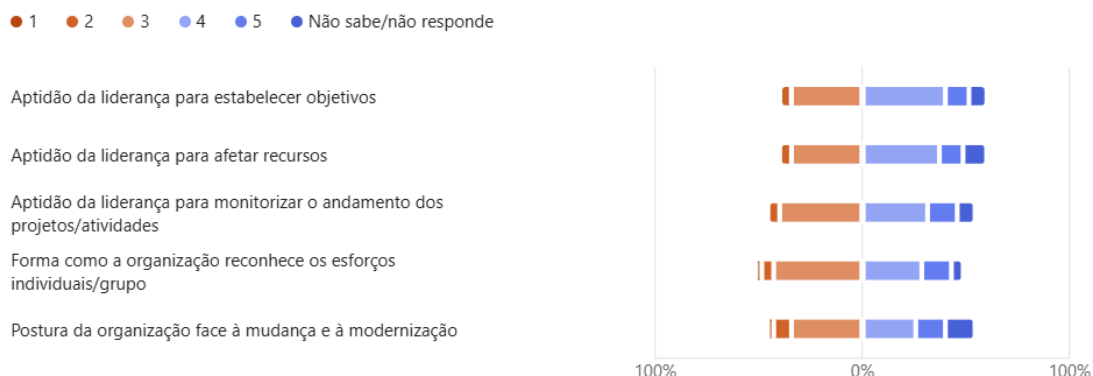 1 2 3 4 5 Não sabe/não responde
Aptidão da liderança para estabelecer objetivos
Aptidão da liderança para afetar recursos
Aptidão da liderança para monitorizar o andamento dos
projetos/atividades
Forma como a organização reconhece os esforços
individuais/grupo
Postura da organização face à mudança e à modernização
100% 0% 100%